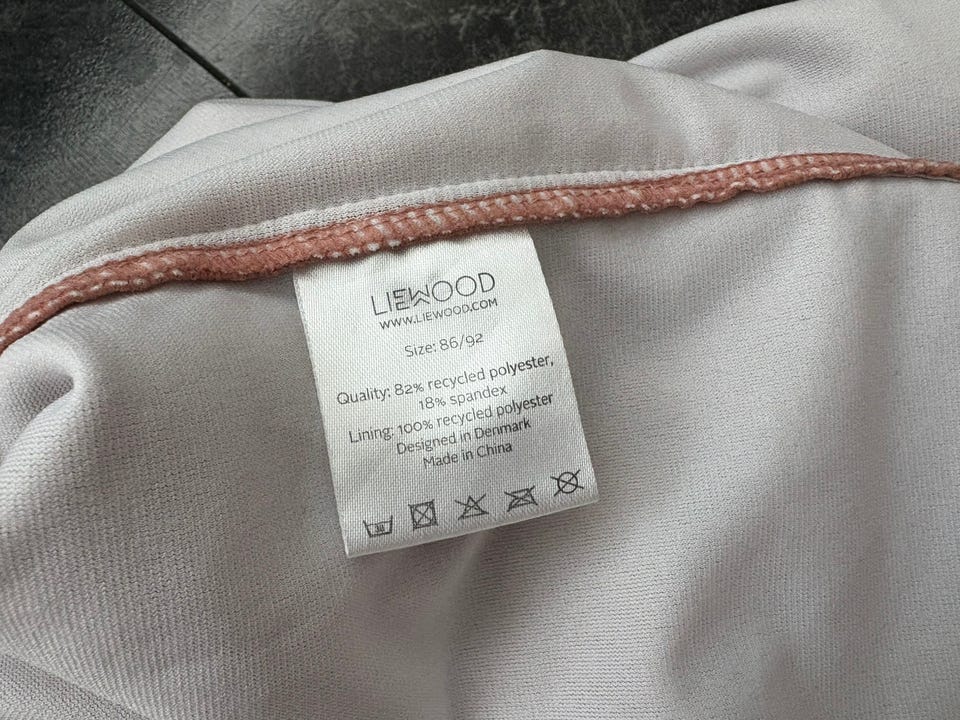 LIEWOOD
WWW.LIEWOOD.COM
Size: 86/92
Quality: 82% recycled polyester,
18% spandex
Lining: 100% recycled polyester
Designed in Denmark
Made in China
30